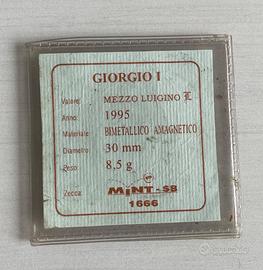 GIORGIO I
Valore: MEZZO LUIGINO Ł
Anno: 1995
Materiale BIMETALLICO AMAGNETICO
Diametro 30 mm
Peso: 8,5 g
Zecca: MiNT-SB
1666